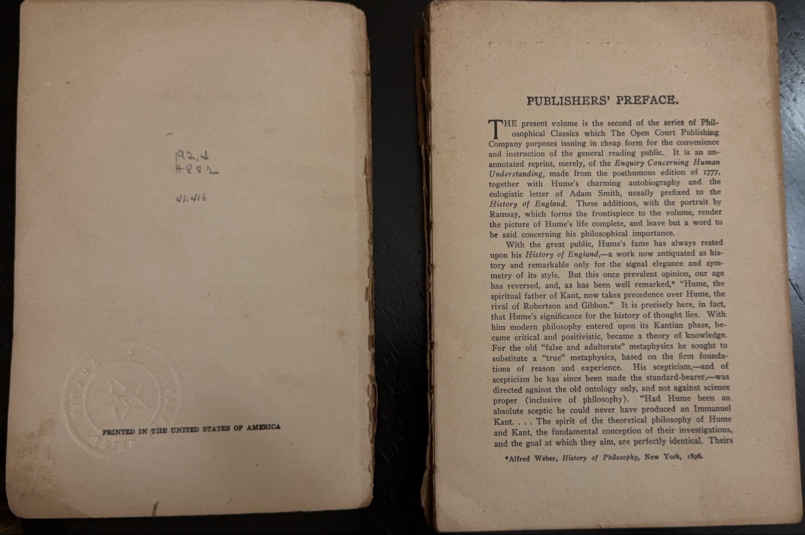 192.4
H882
41.416
PRINTED IN THE UNITED STATES OF AMERICA
PUBLISHERS' PREFACE.
THE present volume is the second of the series of Phil-
osophical Classics which The Open Court Publishing
Company purposes issuing in cheap form for the convenience
and instruction of the general reading public. It is an un-
annotated reprint, merely, of the Enquiry Concerning Human
Understanding, made from the posthumous edition of 1777,
together with Hume's charming autobiography and the
eulogistic letter of Adam Smith, usually prefixed to the
History of England. These additions, with the portrait by
Ramsay, which forms the frontispiece to the volume, render
the picture of Hume's life complete, and leave but a word to
be said concerning his philosophical importance.
With the great public, Hume's fame has always rested
upon his History of England,—a work now antiquated as his-
tory and remarkable only for the signal elegance and sym-
metry of its style. But this once prevalent opinion, our age
has reversed, and, as has been well remarked,* "Hume, the
spiritual father of Kant, now takes precedence over Hume, the
rival of Robertson and Gibbon." It is precisely here, in fact,
that Hume's significance for the history of thought lies. With
him modern philosophy entered upon its Kantian phase, be-
came critical and positivistic, became a theory of knowledge.
For the old "false and adulterate" metaphysics he sought to
substitute a "true" metaphysics, based on the firm founda-
tions of reason and experience. His scepticism,—and of
scepticism he has since been made the standard-bearer,—was
directed against the old ontology only, and not against science
proper (inclusive of philosophy). "Had Hume been an
absolute sceptic he could never have produced an Immanuel
Kant. . . . The spirit of the theoretical philosophy of Hume
and Kant, the fundamental conception of their investigations,
and the goal at which they aim, are perfectly identical. Theirs
*Alfred Weber, History of Philosophy, New York, 1896.